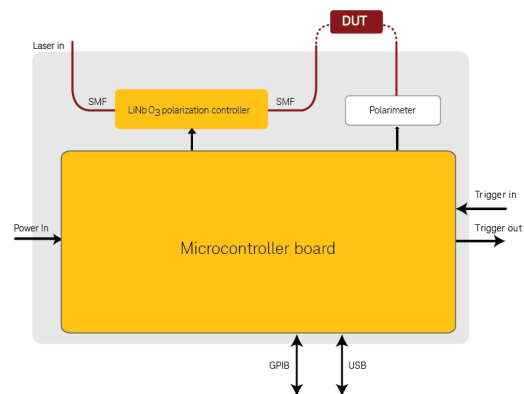 DUT
Laser in
SMF
LiNbO3 polarization controller
SMF
Polarimeter
Trigger in
Power In
Trigger out
Microcontroller board
GPIB
USB